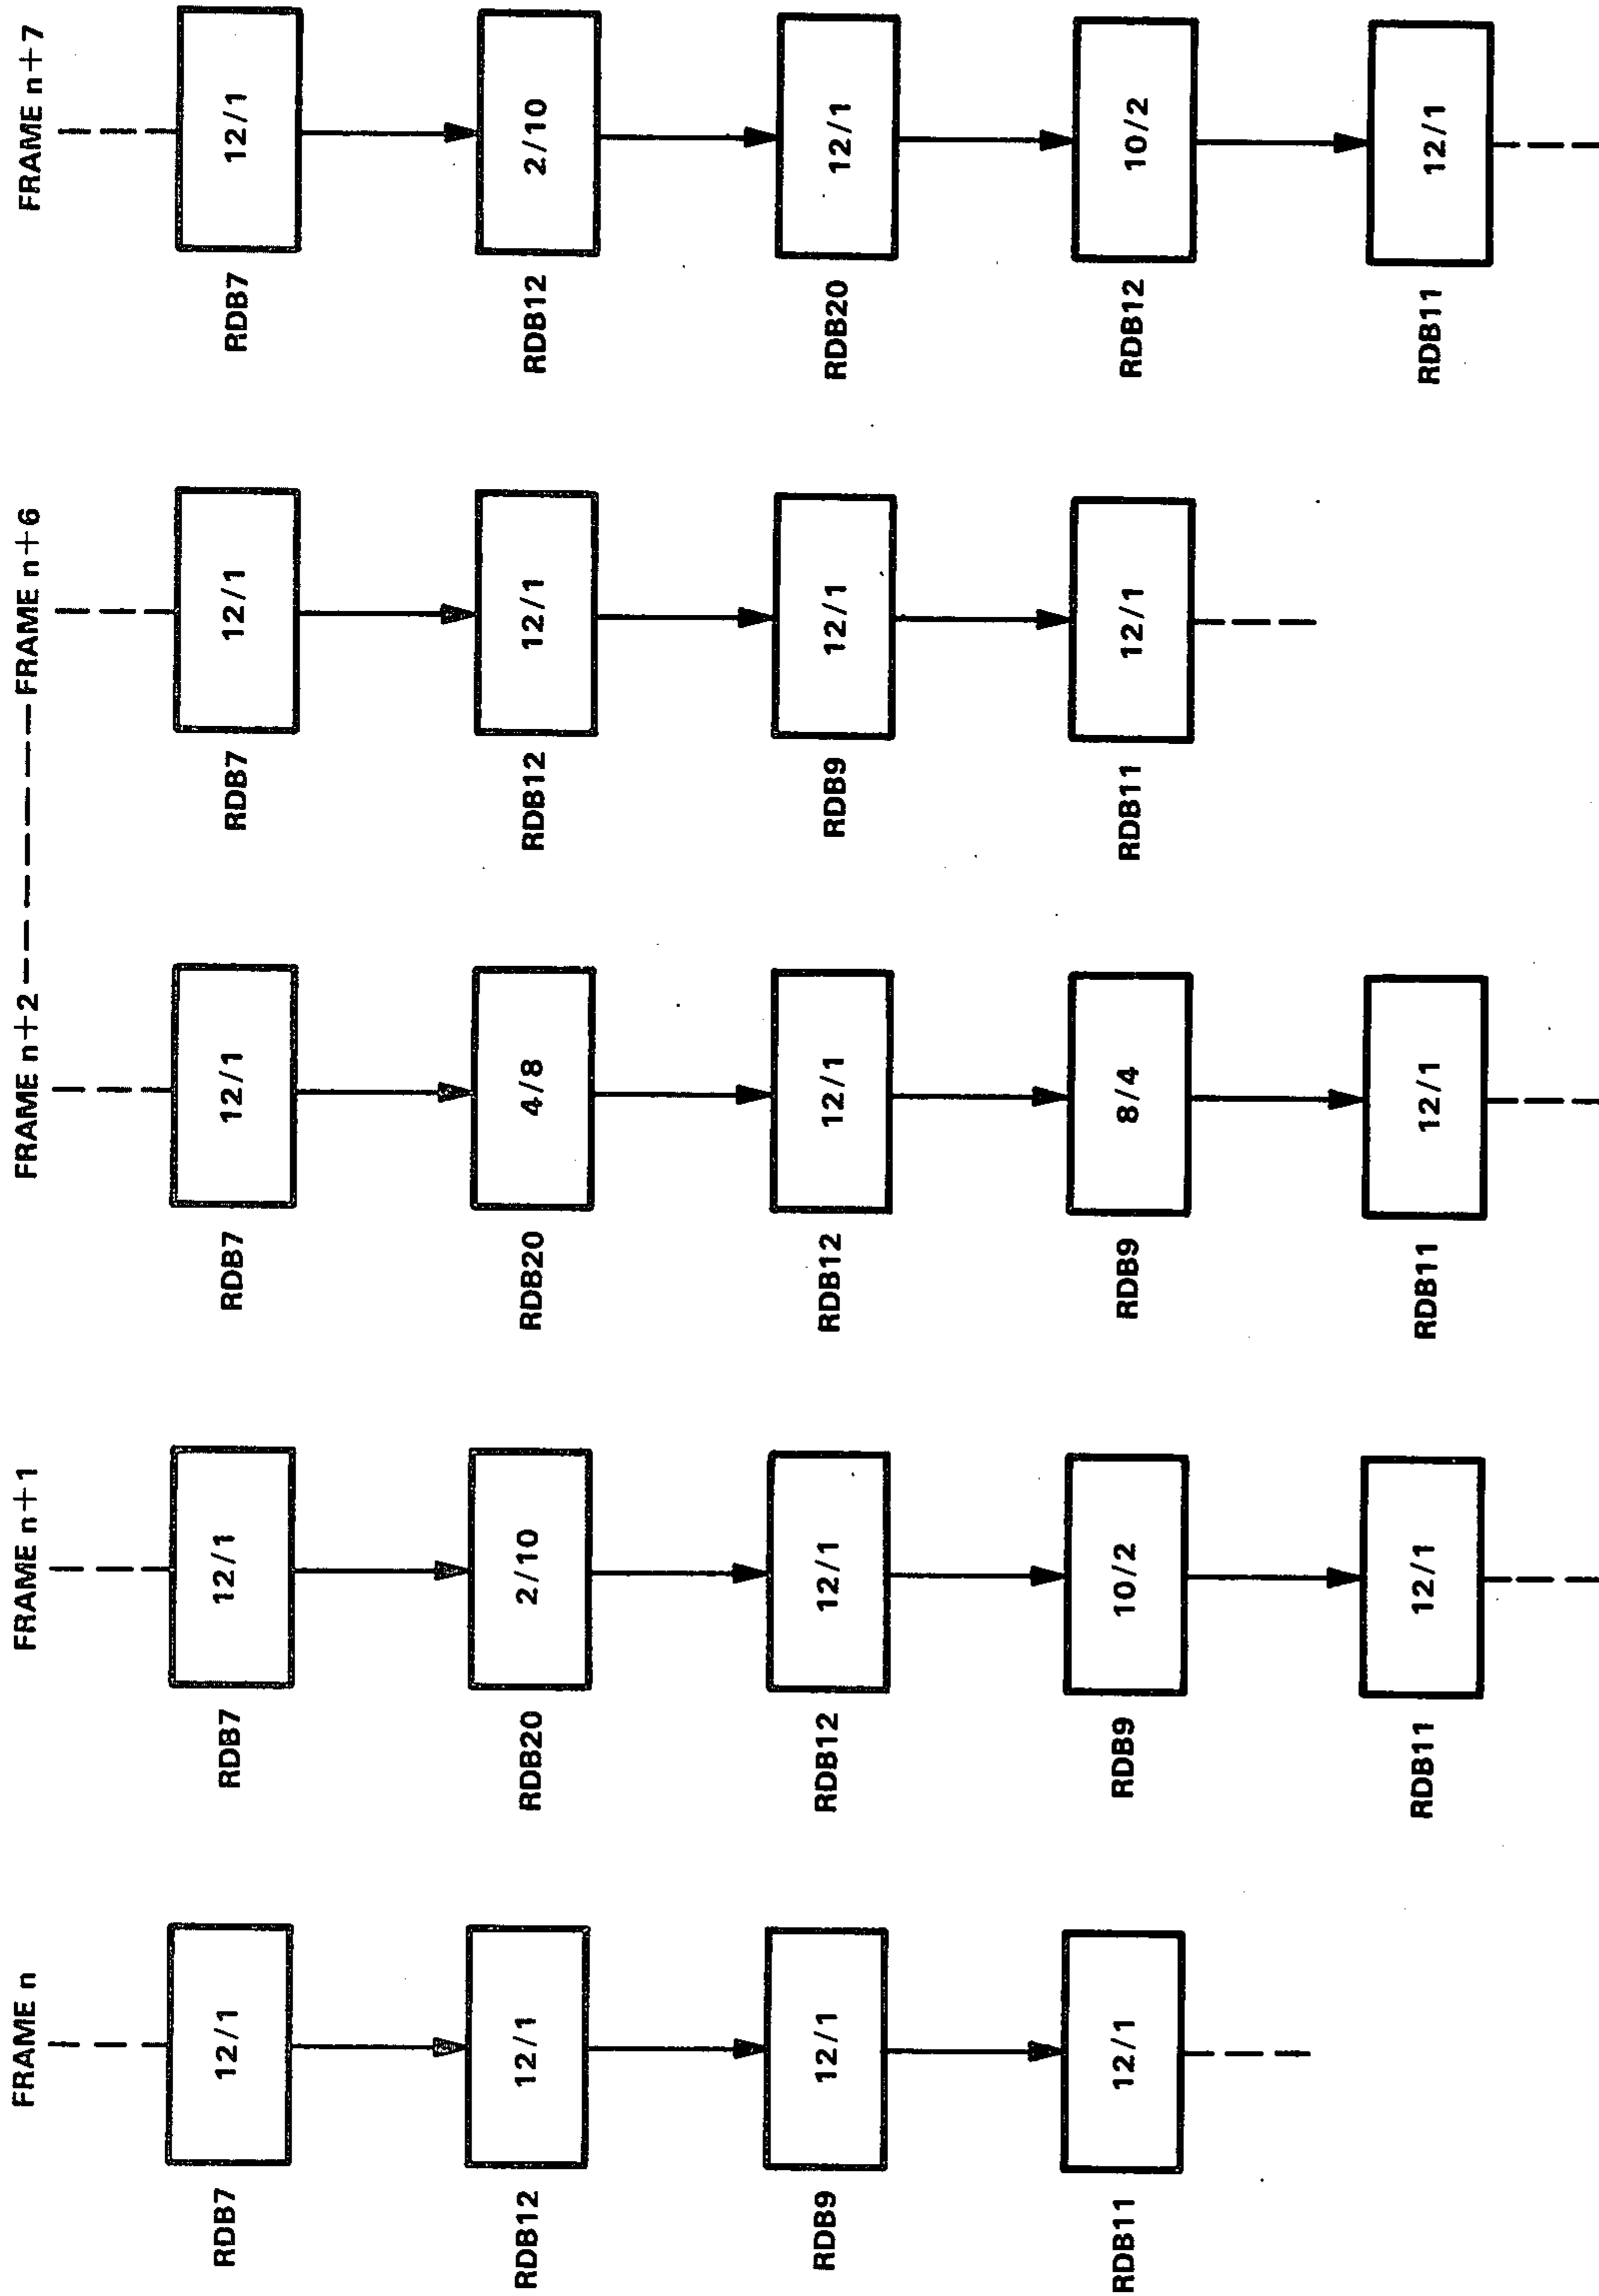 FRAME n
RDB7
12/1
RDB12
12/1
RDB9
12/1
RDB11
12/1
FRAME n+1
RDB7
12/1
RDB20
2/10
RDB12
12/1
RDB9
10/2
RDB11
12/1
FRAME n+2 — — — — — — — FRAME n+6
RDB7
12/1
RDB20
4/8
RDB12
12/1
RDB9
8/4
RDB11
12/1
RDB7
12/1
RDB12
12/1
RDB9
12/1
RDB11
12/1
FRAME n+7
RDB7
12/1
RDB12
2/10
RDB20
12/1
RDB12
10/2
RDB11
12/1